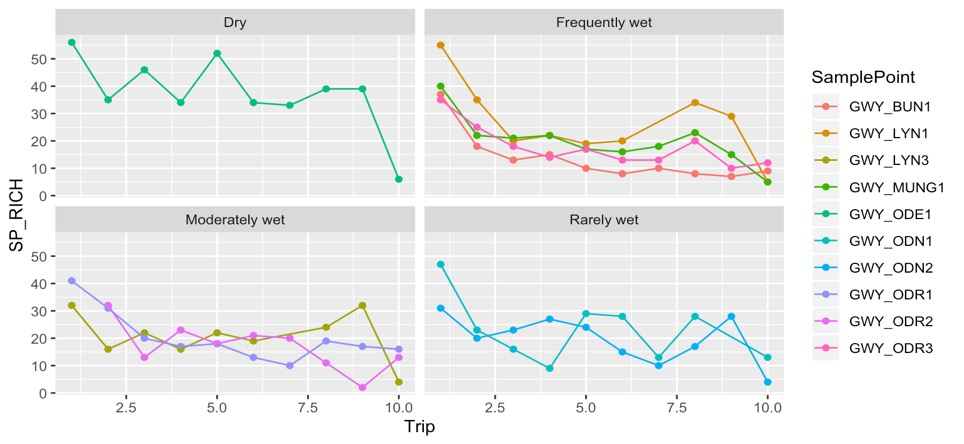 Dry
Frequently wet
50
40
30
20
10
0
Moderately wet
Rarely wet
50
40
30
20
10
0
2.5 5.0 7.5 10.0
2.5 5.0 7.5 10.0
SP_RICH
Trip
SamplePoint
GWY_BUN1
GWY_LYN1
GWY_LYN3
GWY_MUNG1
GWY_ODE1
GWY_ODN1
GWY_ODN2
GWY_ODR1
GWY_ODR2
GWY_ODR3